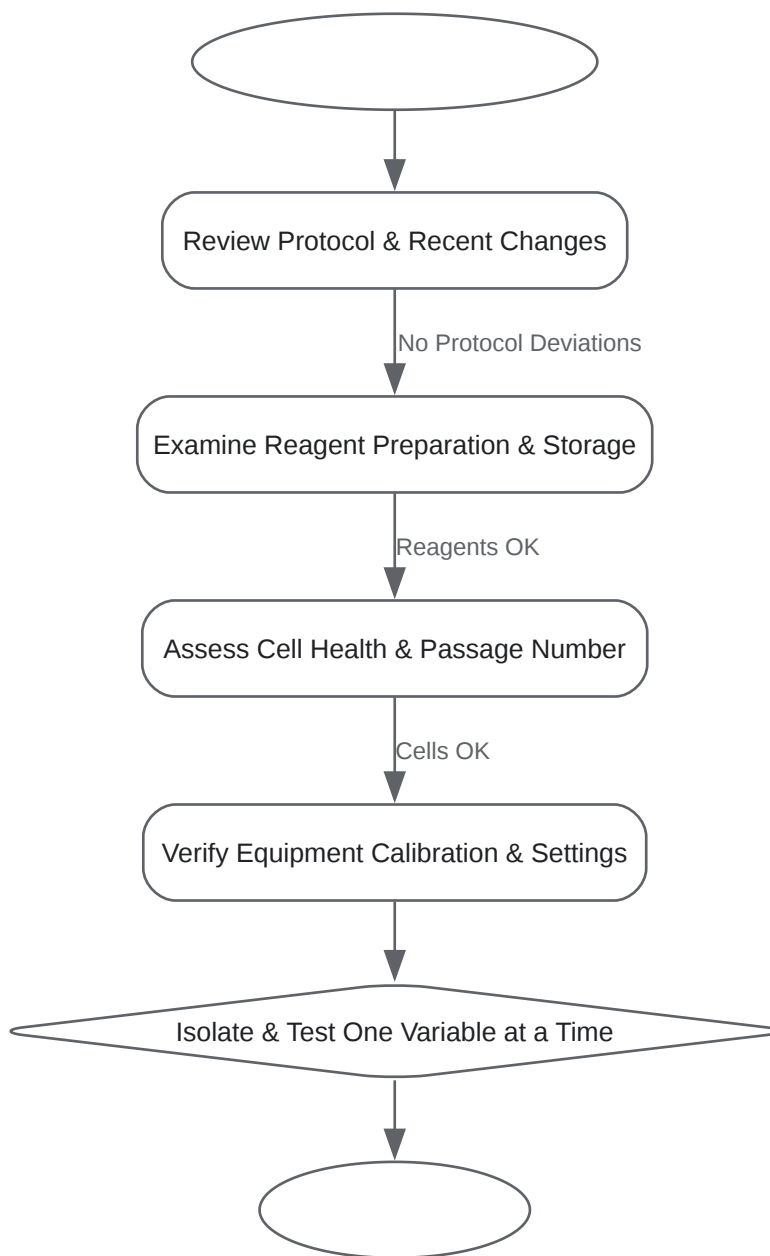 Review Protocol & Recent Changes
No Protocol Deviations
Examine Reagent Preparation & Storage
Reagents OK
Assess Cell Health & Passage Number
Cells OK
Verify Equipment Calibration & Settings
Isolate & Test One Variable at a Time